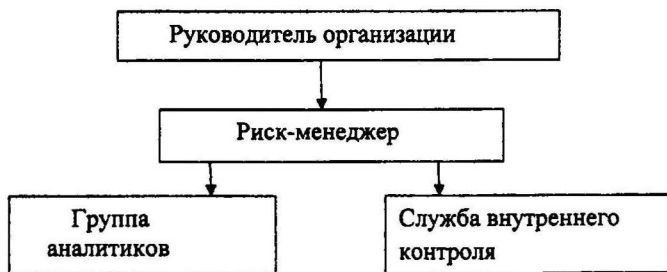 Руководитель организации
Риск-менеджер
Группа
аналитиков
Служба внутреннего
контроля